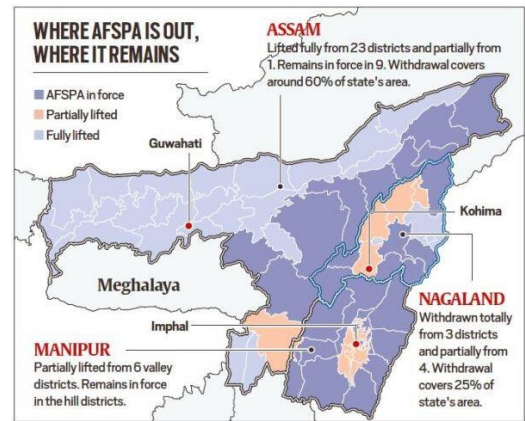 WHERE AFSPA IS OUT,
WHERE IT REMAINS
AFSPA in force
Partially lifted
Fully lifted
ASSAM
Lifted fully from 23 districts and partially from
1. Remains in force in 9. Withdrawal covers
around 60% of state's area.
Guwahati
Kohima
Meghalaya
Imphal
MANIPUR
Partially lifted from 6 valley
districts. Remains in force
in the hill districts.
NAGALAND
Withdrawn totally
from 3 districts
and partially from
4. Withdrawal
covers 25% of
state's area.